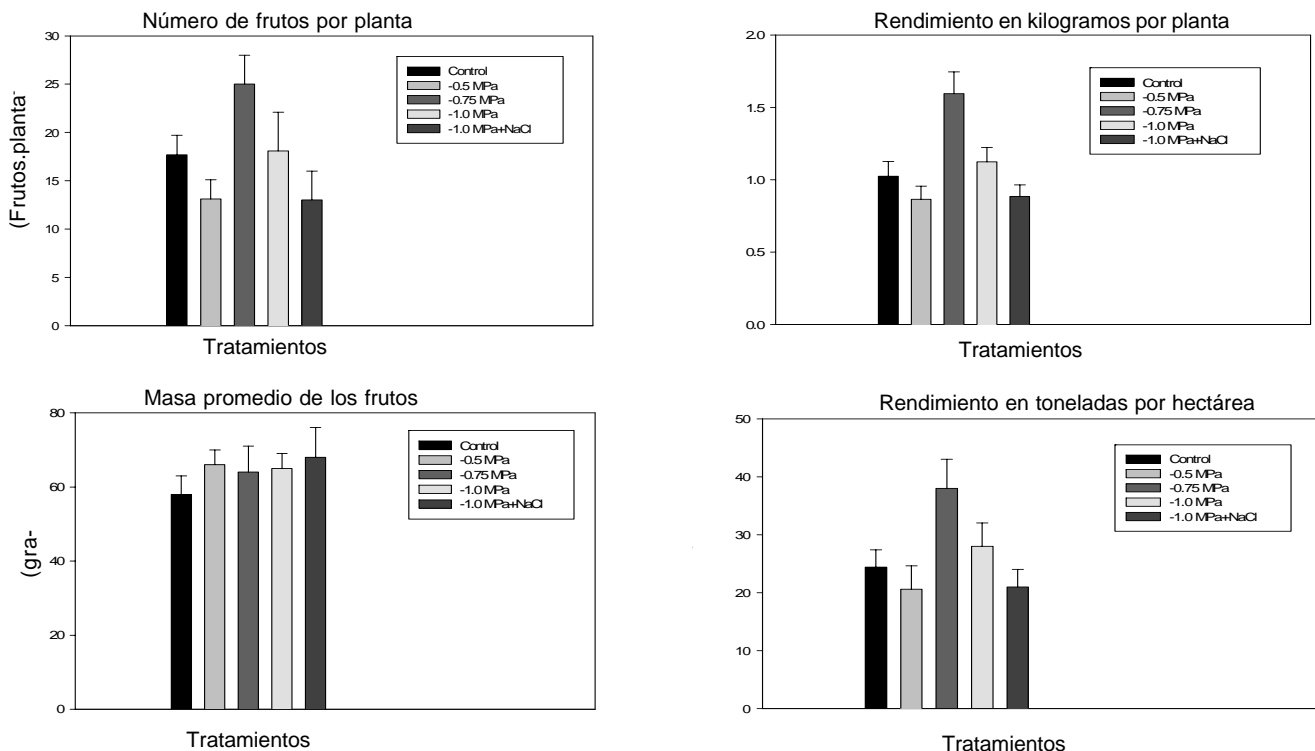 Número de frutos por planta
30
25
20
15
10
5
0
(Frutos.planta-
Control
-0.5 MPa
-0.75 MPa
-1.0 MPa
-1.0 MPa+NaCl
Tratamientos
Rendimiento en kilogramos por planta
2.0
1.5
1.0
0.5
0.0
Control
-0.5 MPa
-0.75 MPa
-1.0 MPa
-1.0 MPa+NaCl
Tratamientos
Masa promedio de los frutos
80
60
40
20
0
(gra-
Control
-0.5 MPa
-0.75 MPa
-1.0 MPa
-1.0 MPa+NaCl
Tratamientos
Rendimiento en toneladas por hectárea
50
40
30
20
10
0
Control
-0.5 MPa
-0.75 MPa
-1.0 MPa
-1.0 MPa+NaCl
Tratamientos